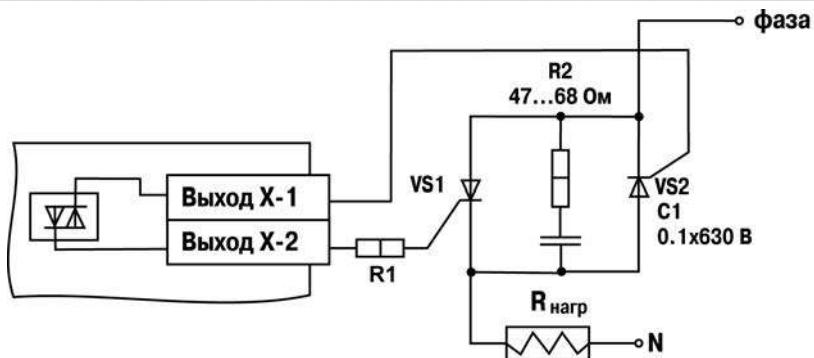 фаза
R2
47...68 Ом
Выход X-1
VS1
VS2
C1
0.1x630 В
Выход X-2
R1
Rнагр
N